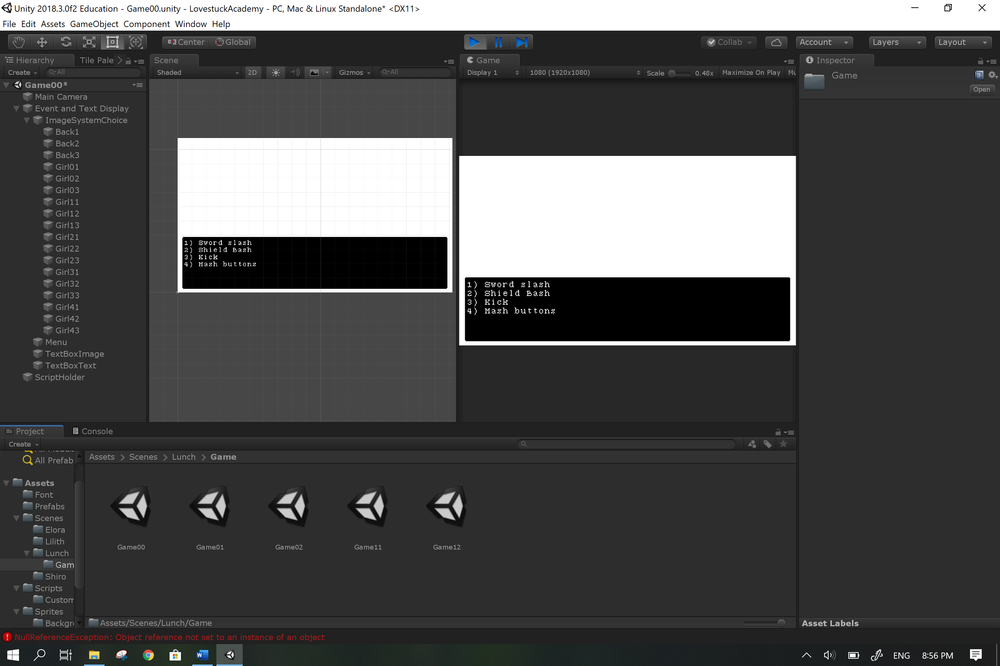 Unity 2018.3.0f2 Education - Game00.unity - LovestuckAcademy - PC, Mac & Linux Standalone* <DX11>
File Edit Assets GameObject Component Window Help
Center Global Collab Account Layers Layout
Hierarchy Tile Pale
Create All
Game00*
Main Camera
Event and Text Display
ImageSystemChoice
Back1
Back2
Back3
Girl01
Girl02
Girl03
Girl11
Girl12
Girl13
Girl21
Girl22
Girl23
Girl31
Girl32
Girl33
Girl41
Girl42
Girl43
Menu
TextBoxImage
TextBoxText
ScriptHolder
Scene
Shaded 2D Gizmos All
1) Sword slash
2) Shield Bash
3) Kick
4) Mash buttons
Game
Display 1 1080 (1920x1080) Scale 0.48x Maximize On Play Mu
1) Sword slash
2) Shield Bash
3) Kick
4) Mash buttons
Inspector
Game
Open
Project Console
Create
All Prefab
Assets
Font
Prefabs
Scenes
Elora
Lilith
Lunch
Gam
Shiro
Scripts
Custom
Sprites
Backgr
Assets > Scenes > Lunch > Game
Game00 Game01 Game02 Game11 Game12
Assets/Scenes/Lunch/Game
Asset Labels
NullReferenceException: Object reference not set to an instance of an object
ENG 8:56 PM